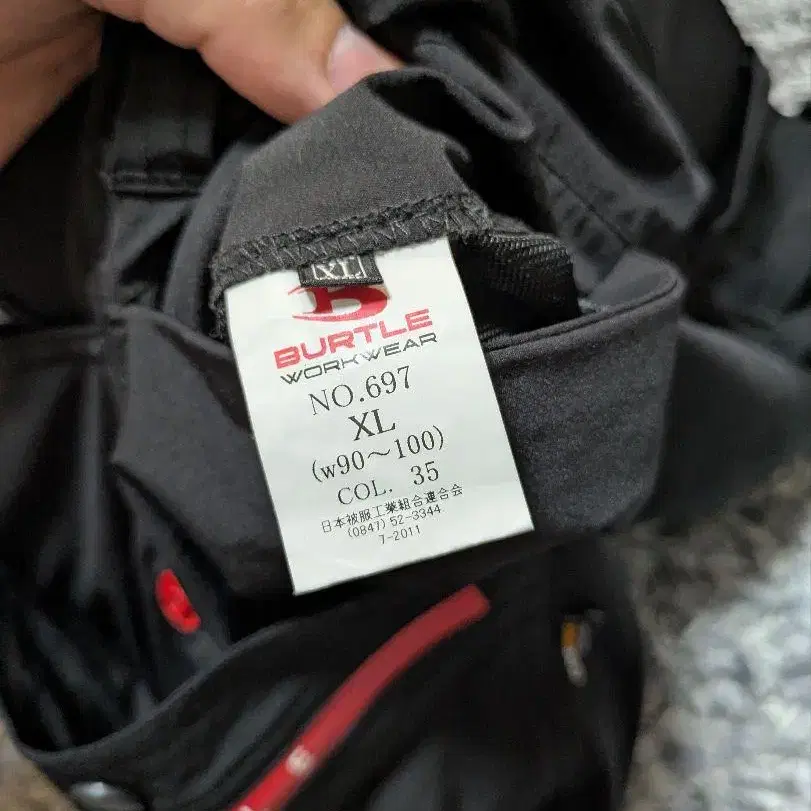 XL
BURTLE
WORKWEAR
NO.697
XL
(w90～100)
COL. 35
日本被服工業組合連合会
(0847) 52-3344
7-2011